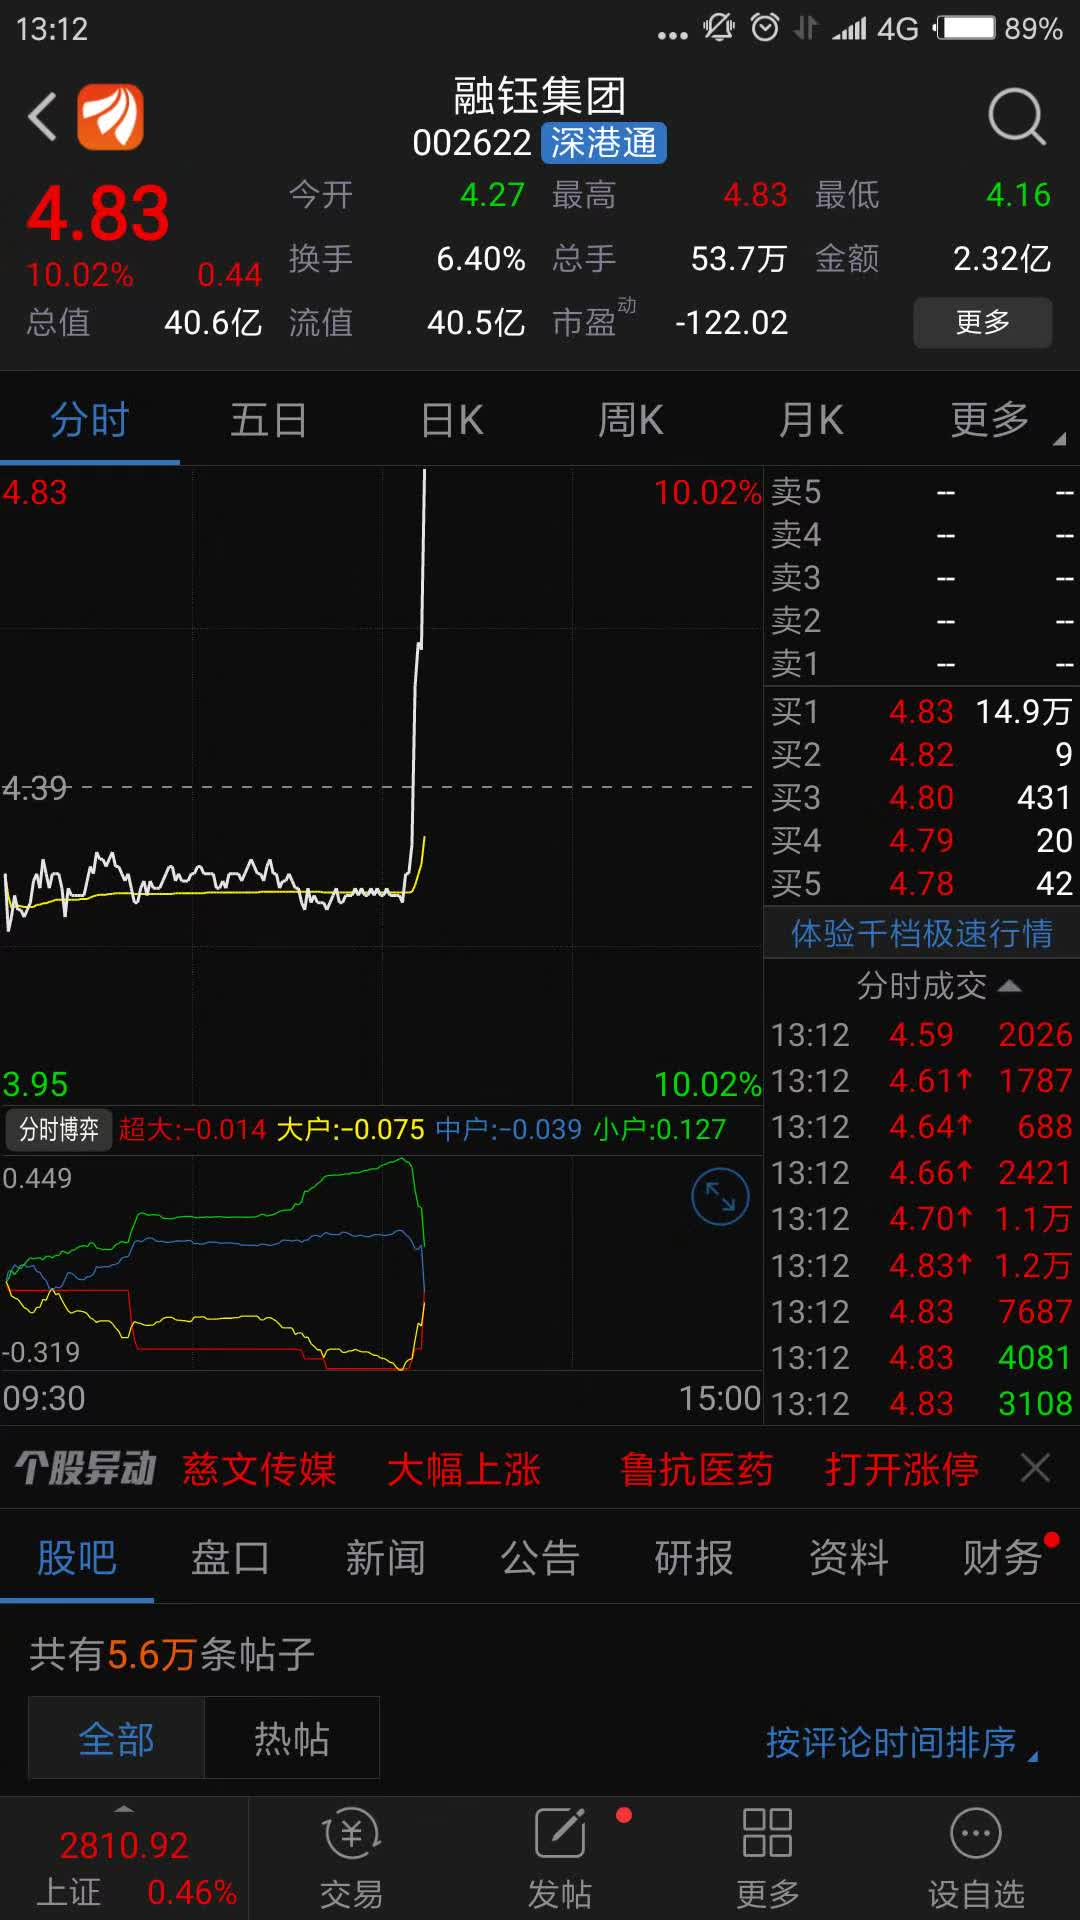 13:12 ... 4G 89%
融钰集团
002622 深港通
4.83 今开 4.27 最高 4.83 最低 4.16
10.02% 0.44 换手 6.40% 总手 53.7万 金额 2.32亿
总值 40.6亿 流值 40.5亿 市盈动 -122.02 更多
分时 五日 日K 周K 月K 更多
4.83 10.02%
4.39
3.95 10.02%
卖5 -- --
卖4 -- --
卖3 -- --
卖2 -- --
卖1 -- --
买1 4.83 14.9万
买2 4.82 9
买3 4.80 431
买4 4.79 20
买5 4.78 42
体验千档极速行情
分时成交
13:12 4.59 2026
13:12 4.61↑ 1787
13:12 4.64↑ 688
13:12 4.66↑ 2421
13:12 4.70↑ 1.1万
13:12 4.83↑ 1.2万
13:12 4.83 7687
13:12 4.83 4081
13:12 4.83 3108
分时博弈 超大:-0.014 大户:-0.075 中户:-0.039 小户:0.127
0.449
-0.319
09:30 15:00
个股异动 慈文传媒 大幅上涨 鲁抗医药 打开涨停
股吧 盘口 新闻 公告 研报 资料 财务
共有5.6万条帖子
全部 热帖 按评论时间排序
2810.92
上证 0.46% 交易 发帖 更多 设自选